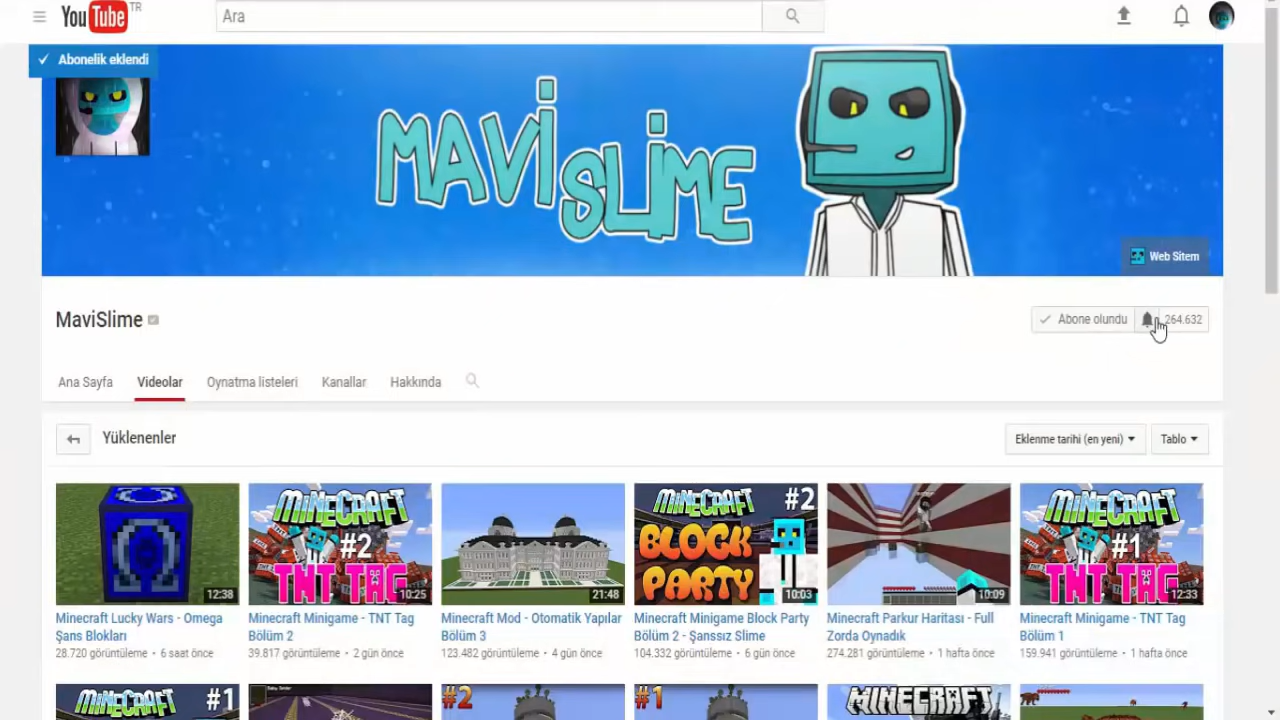 YouTube TR
Ara
Abonelik eklendi
MAVİ SLİME
Web Sitem
MaviSlime
Abone olundu
264.632
Ana Sayfa Videolar Oynatma listeleri Kanallar Hakkında
Yüklenenler
Eklenme tarihi (en yeni) Tablo
12:38
MINECRAFT #2 TNT TAG 10:25
21:48
MINECRAFT #2 BLOCK PARTY 10:03
10:09
MINECRAFT #1 TNT TAG 12:33
Minecraft Lucky Wars - Omega
Şans Blokları
28.720 görüntüleme • 6 saat önce
Minecraft Minigame - TNT Tag
Bölüm 2
39.817 görüntüleme • 2 gün önce
Minecraft Mod - Otomatik Yapılar
Bölüm 3
123.482 görüntüleme • 4 gün önce
Minecraft Minigame Block Party
Bölüm 2 - Şanssız Slime
104.332 görüntüleme • 6 gün önce
Minecraft Parkur Haritası - Full
Zorda Oynadık
274.281 görüntüleme • 1 hafta önce
Minecraft Minigame - TNT Tag
Bölüm 1
159.941 görüntüleme • 1 hafta önce
MINECRAFT #1
#2
#1
MINECRAFT